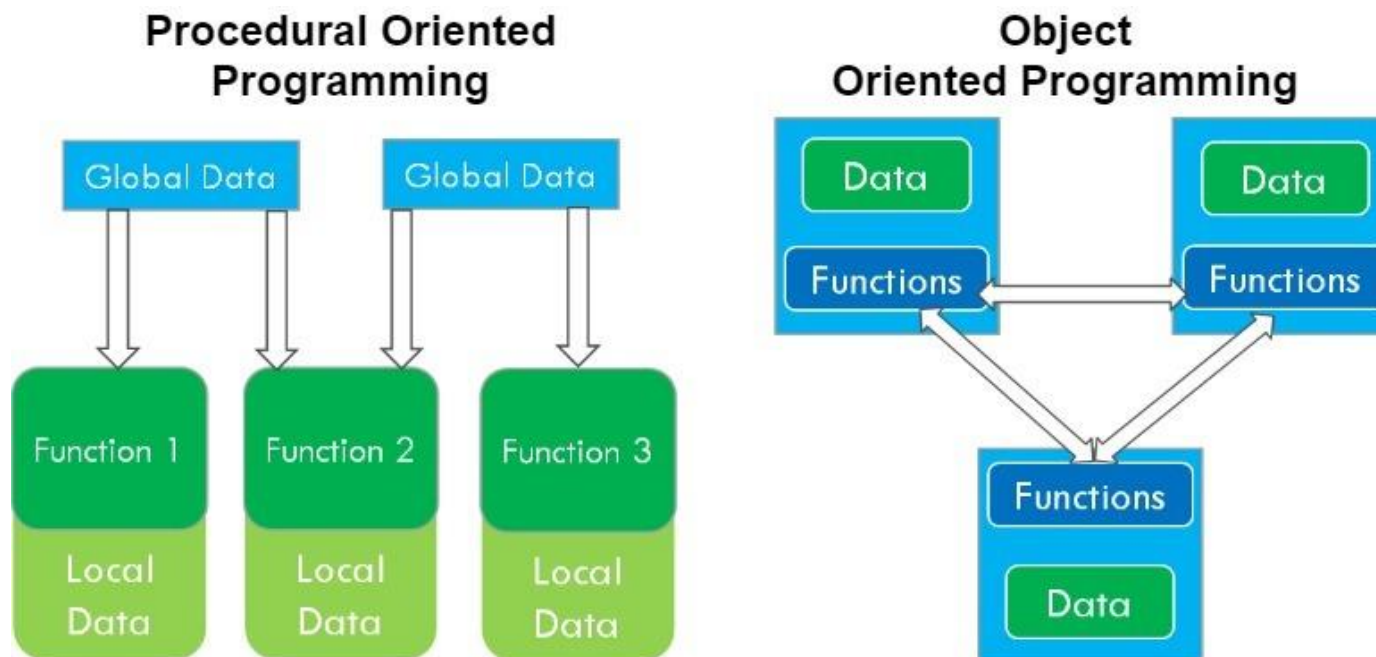 Procedural Oriented
Programming
Global Data
Global Data
Function 1
Function 2
Function 3
Local
Data
Local
Data
Local
Data
Object
Oriented Programming
Data
Data
Functions
Functions
Functions
Data